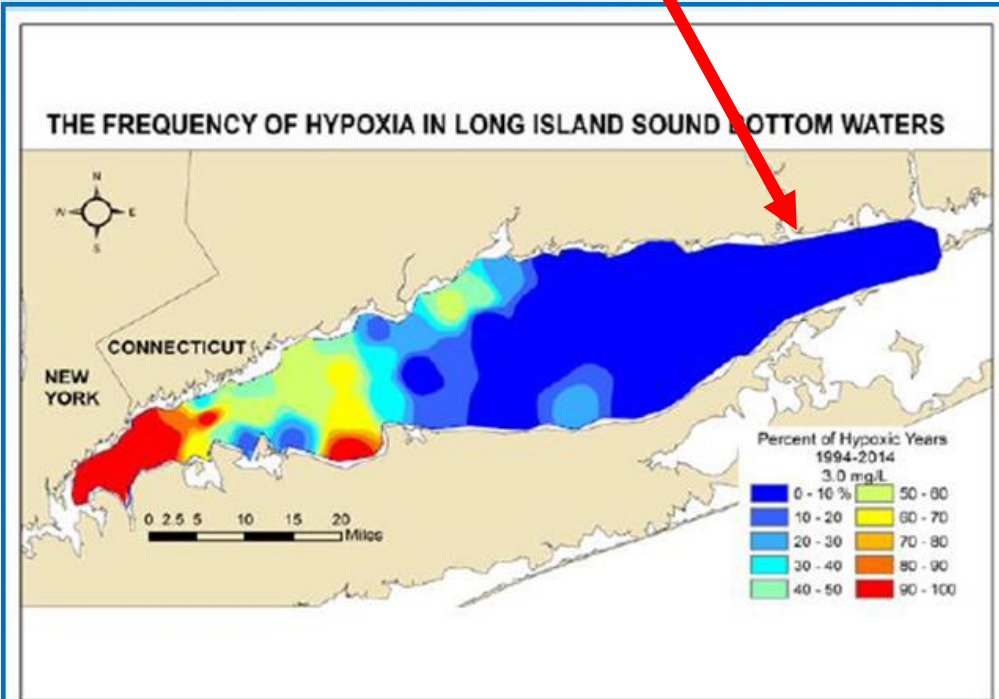 THE FREQUENCY OF HYPOXIA IN LONG ISLAND SOUND BOTTOM WATERS
N
W E
S
CONNECTICUT
NEW
YORK
0 2.5 5 10 15 20
Miles
Percent of Hypoxic Years
1994-2014
3.0 mg/L
0 - 10 % 50 - 60
10 - 20 60 - 70
20 - 30 70 - 80
30 - 40 80 - 90
40 - 50 90 - 100